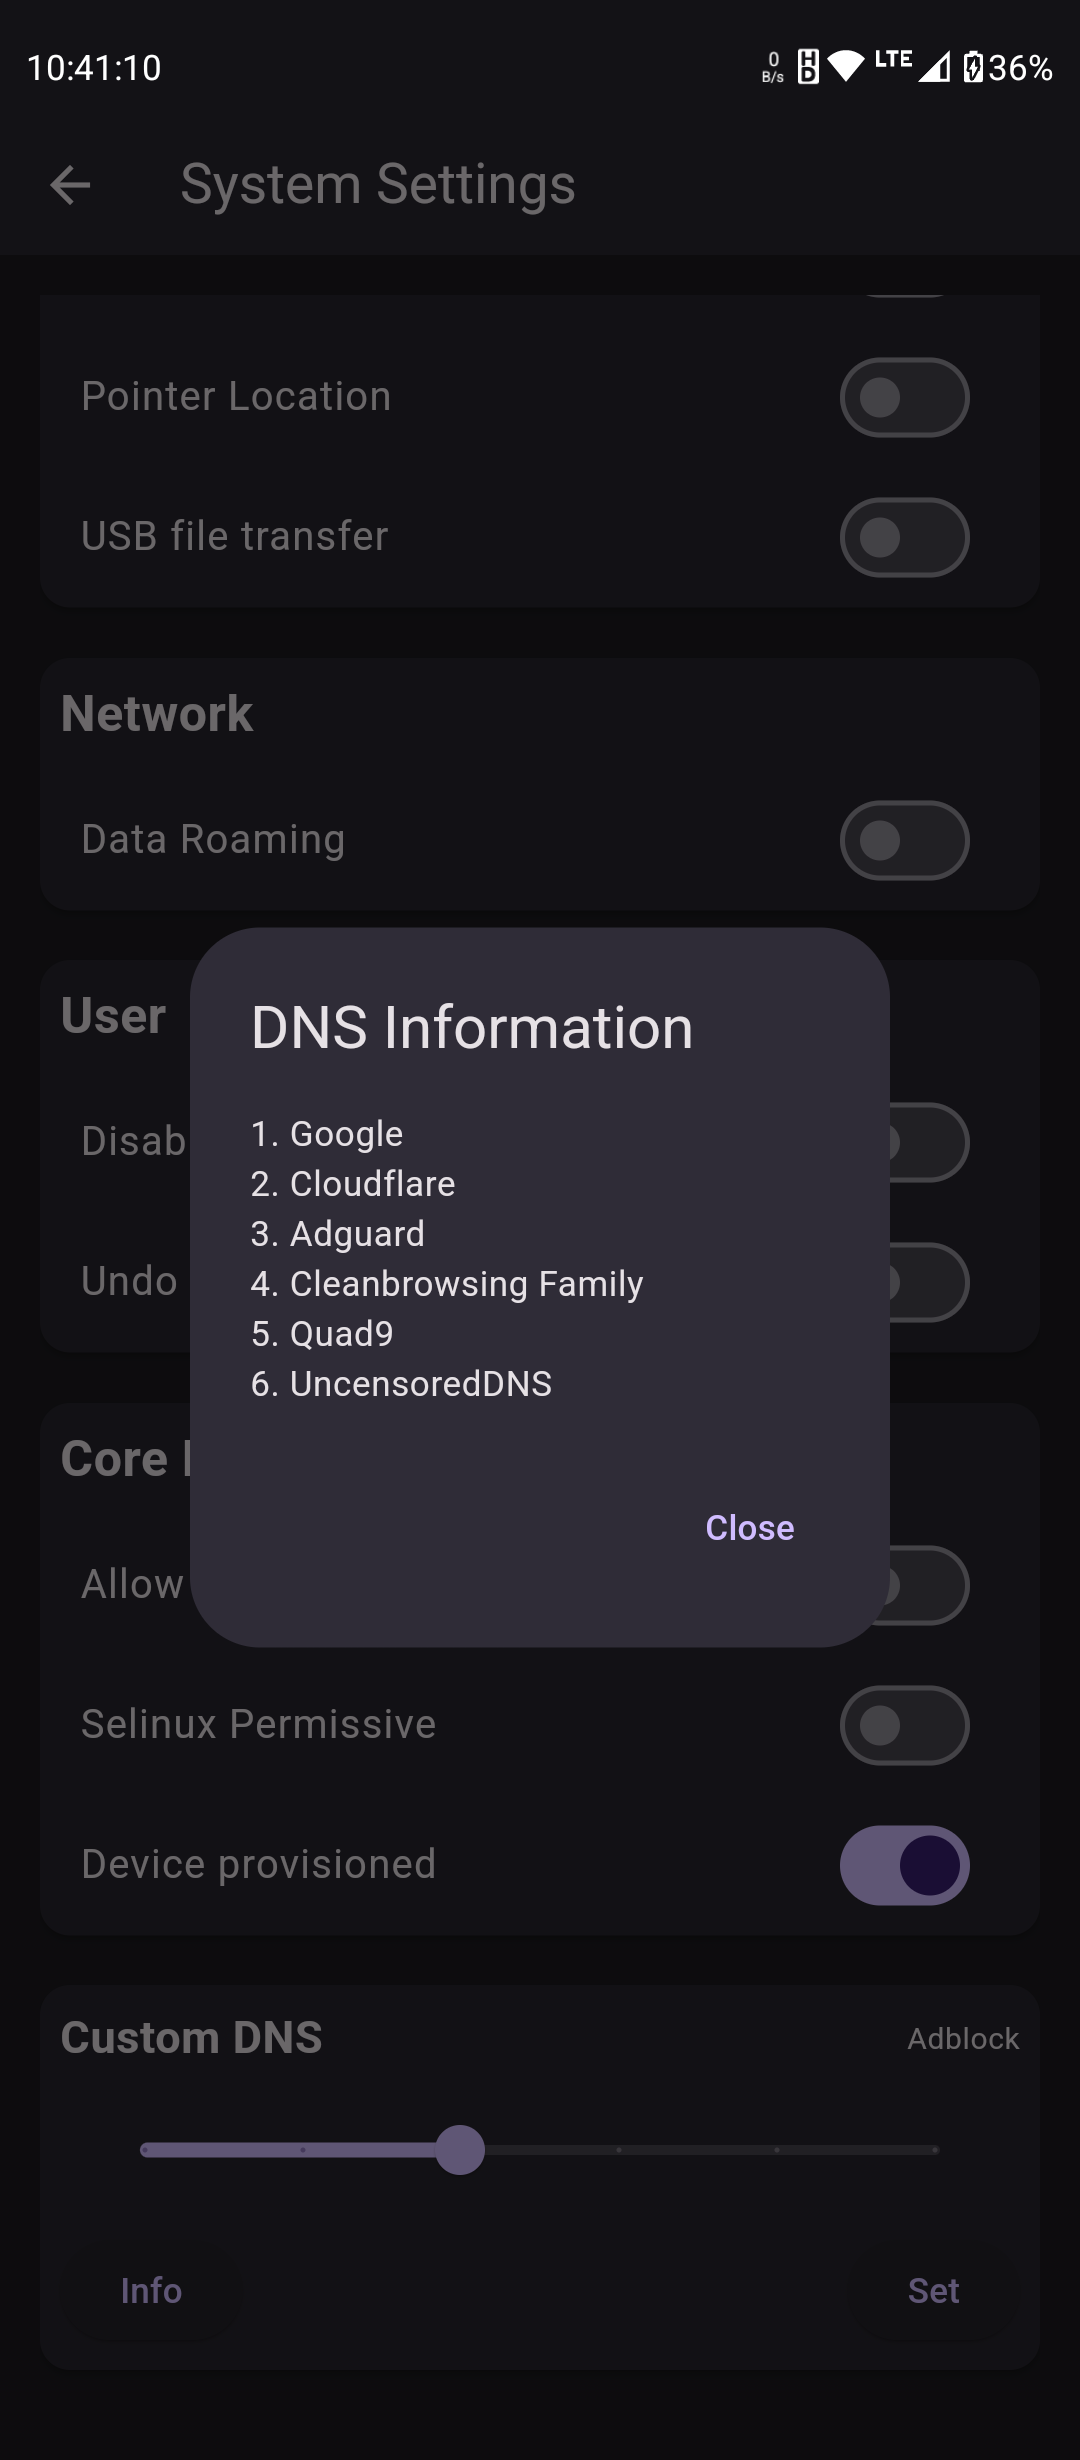 10:41:10
0 B/s HD LTE 36%
System Settings
Pointer Location
USB file transfer
Network
Data Roaming
User
DNS Information
Disab
1. Google
2. Cloudflare
3. Adguard
Undo
4. Cleanbrowsing Family
5. Quad9
6. UncensoredDNS
Core
Close
Allow
Selinux Permissive
Device provisioned
Custom DNS
Adblock
Info
Set